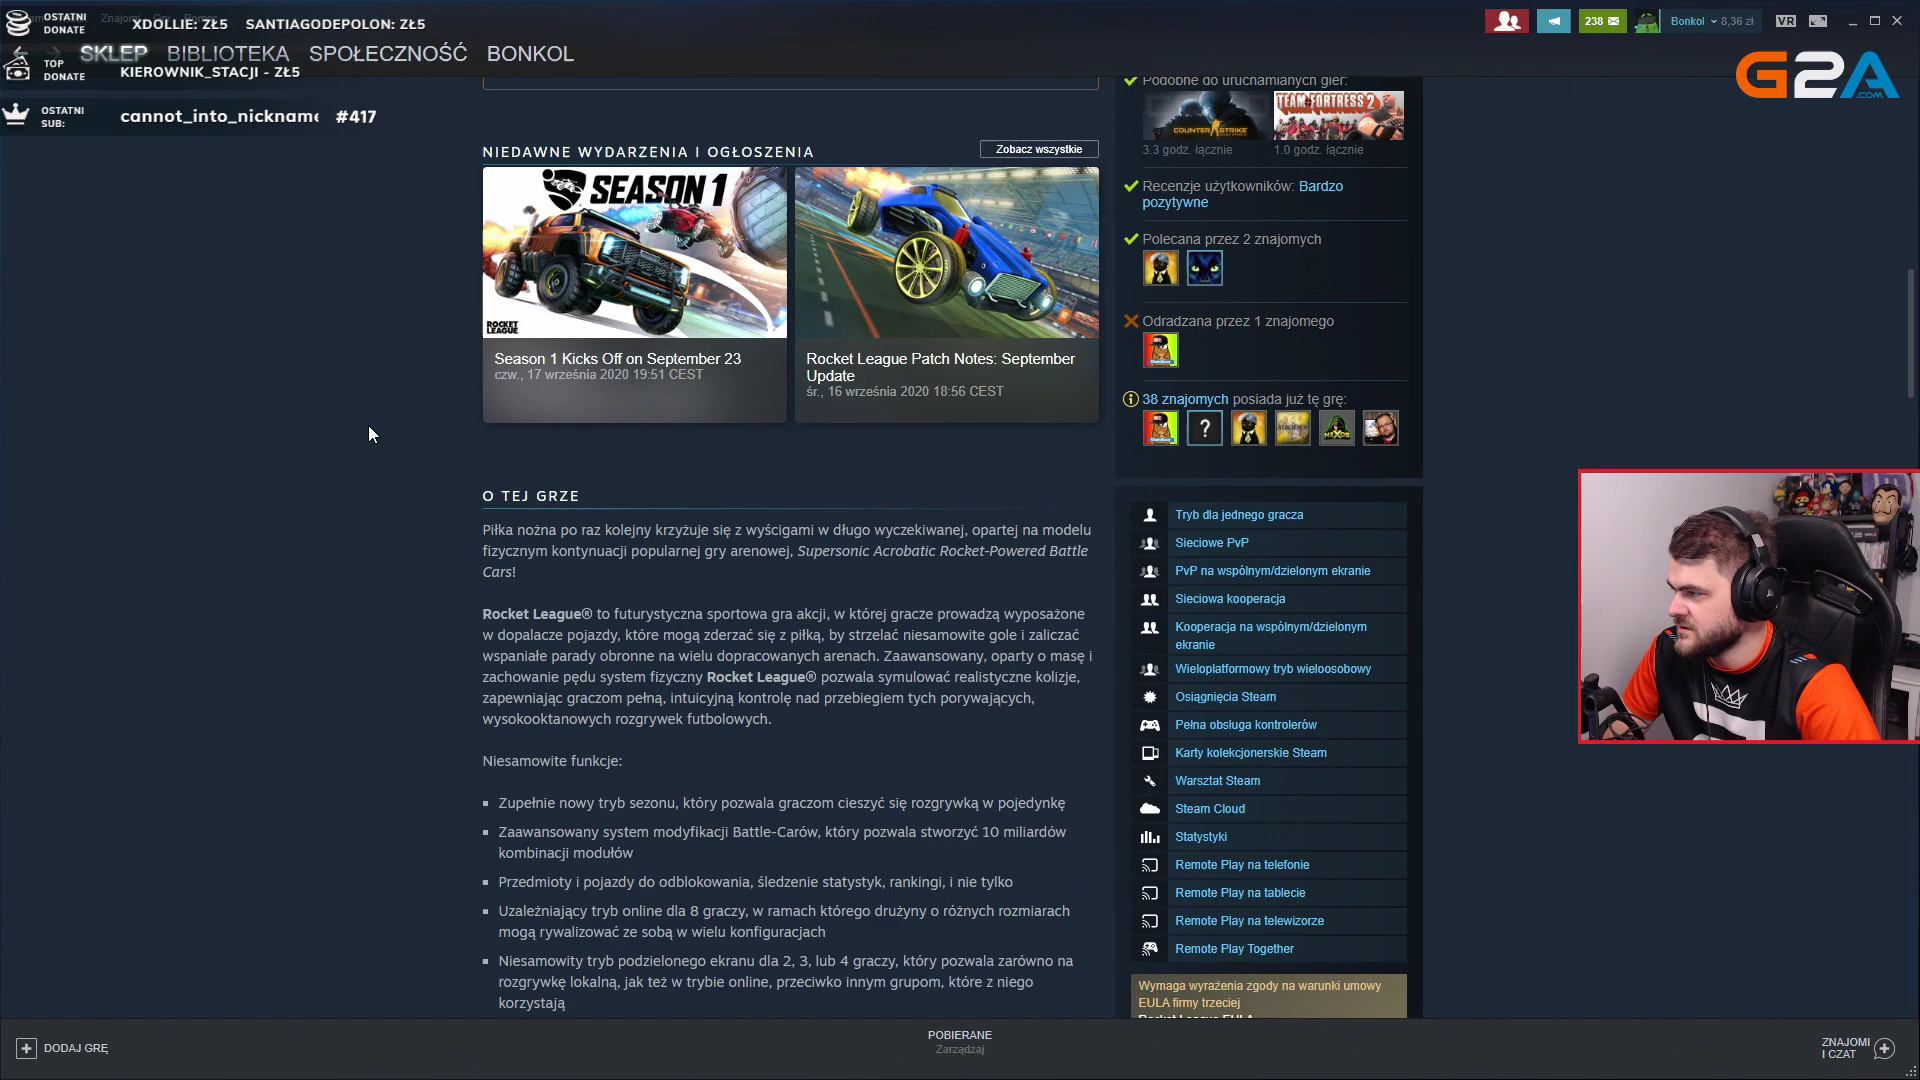 OSTATNI
DONATE
XDOLLIE: ZŁ5 SANTIAGODEPOLON: ZŁ5
SKLEP BIBLIOTEKA SPOŁECZNOŚĆ BONKOL
TOP
DONATE
KIEROWNIK_STACJI - ZŁ5
OSTATNI
SUB:
cannot_into_nickname #417
238
Bonkol 8,36 zł
VR
G2A
.COM
NIEDAWNE WYDARZENIA I OGŁOSZENIA
Zobacz wszystkie
SEASON 1
ROCKET
LEAGUE
Season 1 Kicks Off on September 23
czw., 17 września 2020 19:51 CEST
Rocket League Patch Notes: September
Update
śr., 16 września 2020 18:56 CEST
O TEJ GRZE
Piłka nożna po raz kolejny krzyżuje się z wyścigami w długo wyczekiwanej, opartej na modelu
fizycznym kontynuacji popularnej gry arenowej, Supersonic Acrobatic Rocket-Powered Battle
Cars!
Rocket League® to futurystyczna sportowa gra akcji, w której gracze prowadzą wyposażone
w dopalacze pojazdy, które mogą zderzać się z piłką, by strzelać niesamowite gole i zaliczać
wspaniałe parady obronne na wielu dopracowanych arenach. Zaawansowany, oparty o masę i
zachowanie pędu system fizyczny Rocket League® pozwala symulować realistyczne kolizje,
zapewniając graczom pełną, intuicyjną kontrolę nad przebiegiem tych porywających,
wysokooktanowych rozgrywek futbolowych.
Niesamowite funkcje:
Zupełnie nowy tryb sezonu, który pozwala graczom cieszyć się rozgrywką w pojedynkę
Zaawansowany system modyfikacji Battle-Carów, który pozwala stworzyć 10 miliardów
kombinacji modułów
Przedmioty i pojazdy do odblokowania, śledzenie statystyk, rankingi, i nie tylko
Uzależniający tryb online dla 8 graczy, w ramach którego drużyny o różnych rozmiarach
mogą rywalizować ze sobą w wielu konfiguracjach
Niesamowity tryb podzielonego ekranu dla 2, 3, lub 4 graczy, który pozwala zarówno na
rozgrywkę lokalną, jak też w trybie online, przeciwko innym grupom, które z niego
korzystają
Podobne do uruchamianych gier:
COUNTER STRIKE
TEAM FORTRESS 2
3.3 godz. łącznie
1.0 godz. łącznie
Recenzje użytkowników: Bardzo
pozytywne
Polecana przez 2 znajomych
Odradzana przez 1 znajomego
38 znajomych posiada już tę grę:
?
Tryb dla jednego gracza
Sieciowe PvP
PvP na wspólnym/dzielonym ekranie
Sieciowa kooperacja
Kooperacja na wspólnym/dzielonym
ekranie
Wieloplatformowy tryb wieloosobowy
Osiągnięcia Steam
Pełna obsługa kontrolerów
Karty kolekcjonerskie Steam
Warsztat Steam
Steam Cloud
Statystyki
Remote Play na telefonie
Remote Play na tablecie
Remote Play na telewizorze
Remote Play Together
Wymaga wyrażenia zgody na warunki umowy
EULA firmy trzeciej
Rocket League EULA
DODAJ GRĘ
POBIERANE
Zarządzaj
ZNAJOMI
I CZAT